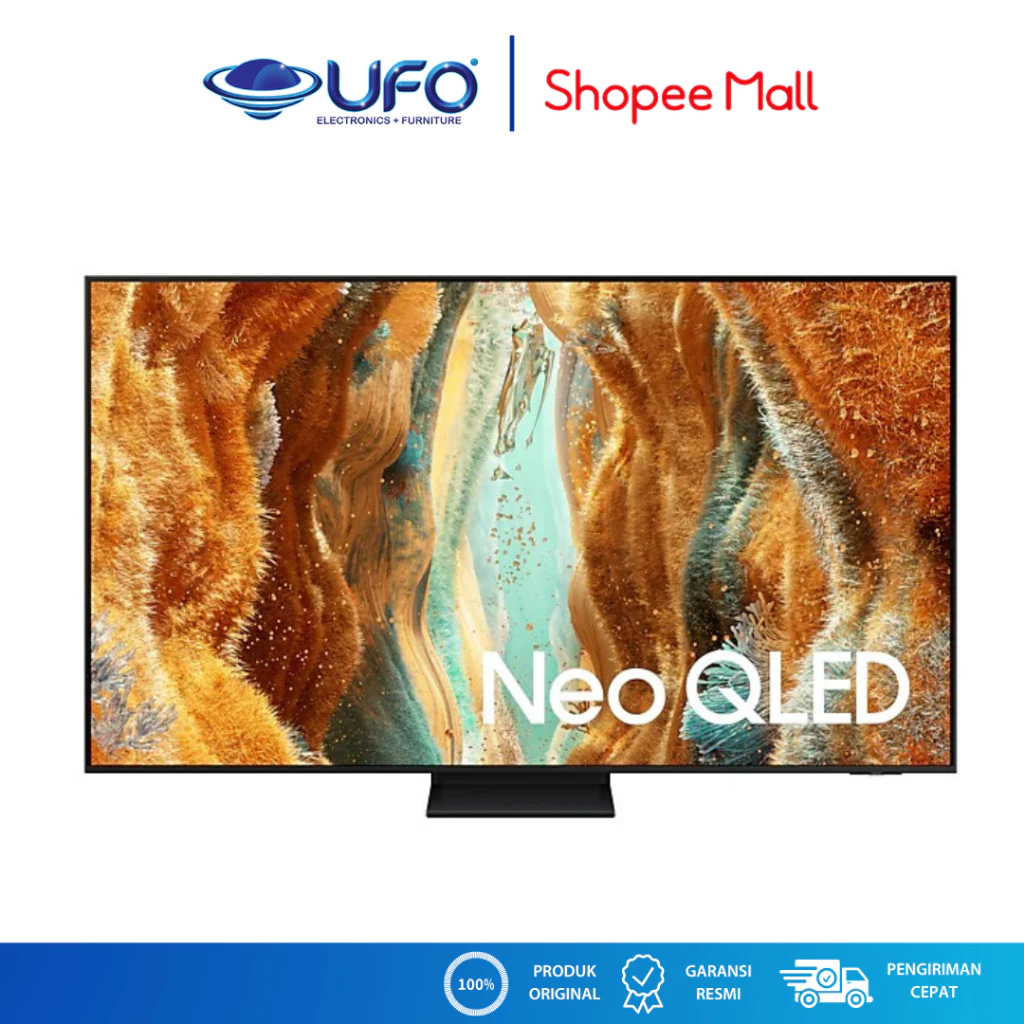 UFO
ELECTRONICS + FURNITURE
Shopee Mall
Neo QLED
100%
PRODUK
ORIGINAL
GARANSI
RESMI
PENGIRIMAN
CEPAT